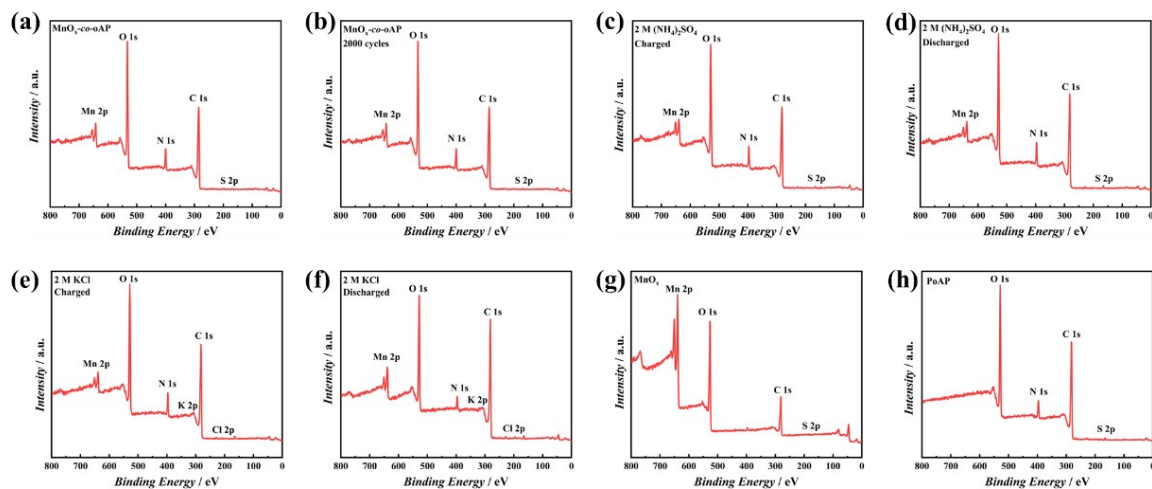 (a)
MnOₓ-co-oAP
O 1s
Mn 2p
N 1s
C 1s
S 2p
Intensity / a.u.
800 700 600 500 400 300 200 100 0
Binding Energy / eV
(b)
MnOₓ-co-oAP
2000 cycles
O 1s
Mn 2p
N 1s
C 1s
S 2p
Intensity / a.u.
800 700 600 500 400 300 200 100 0
Binding Energy / eV
(c)
2 M (NH₄)₂SO₄
Charged
O 1s
Mn 2p
N 1s
C 1s
S 2p
Intensity / a.u.
800 700 600 500 400 300 200 100 0
Binding Energy / eV
(d)
2 M (NH₄)₂SO₄
Discharged
O 1s
Mn 2p
N 1s
C 1s
S 2p
Intensity / a.u.
800 700 600 500 400 300 200 100 0
Binding Energy / eV
(e)
2 M KCl
Charged
O 1s
Mn 2p
N 1s
K 2p
C 1s
Cl 2p
Intensity / a.u.
800 700 600 500 400 300 200 100 0
Binding Energy / eV
(f)
2 M KCl
Discharged
O 1s
Mn 2p
N 1s
K 2p
C 1s
Cl 2p
Intensity / a.u.
800 700 600 500 400 300 200 100 0
Binding Energy / eV
(g)
MnOₓ
Mn 2p
O 1s
C 1s
S 2p
Intensity / a.u.
800 700 600 500 400 300 200 100 0
Binding Energy / eV
(h)
PoAP
O 1s
N 1s
C 1s
S 2p
Intensity / a.u.
800 700 600 500 400 300 200 100 0
Binding Energy / eV